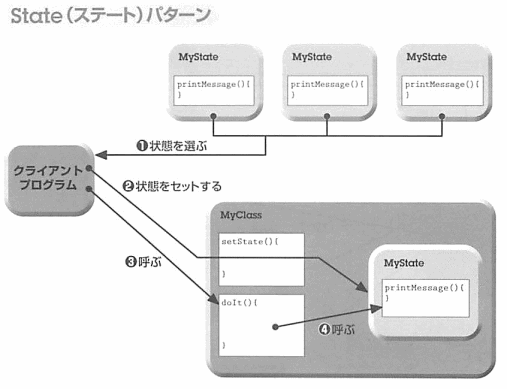 State(ステート)パターン
MyState
printMessage(){
}
MyState
printMessage(){
}
MyState
printMessage(){
}
❶状態を選ぶ
クライアント
プログラム
❷状態をセットする
MyClass
setState(){
}
MyState
printMessage(){
}
❸呼ぶ
doIt(){
}
❹呼ぶ